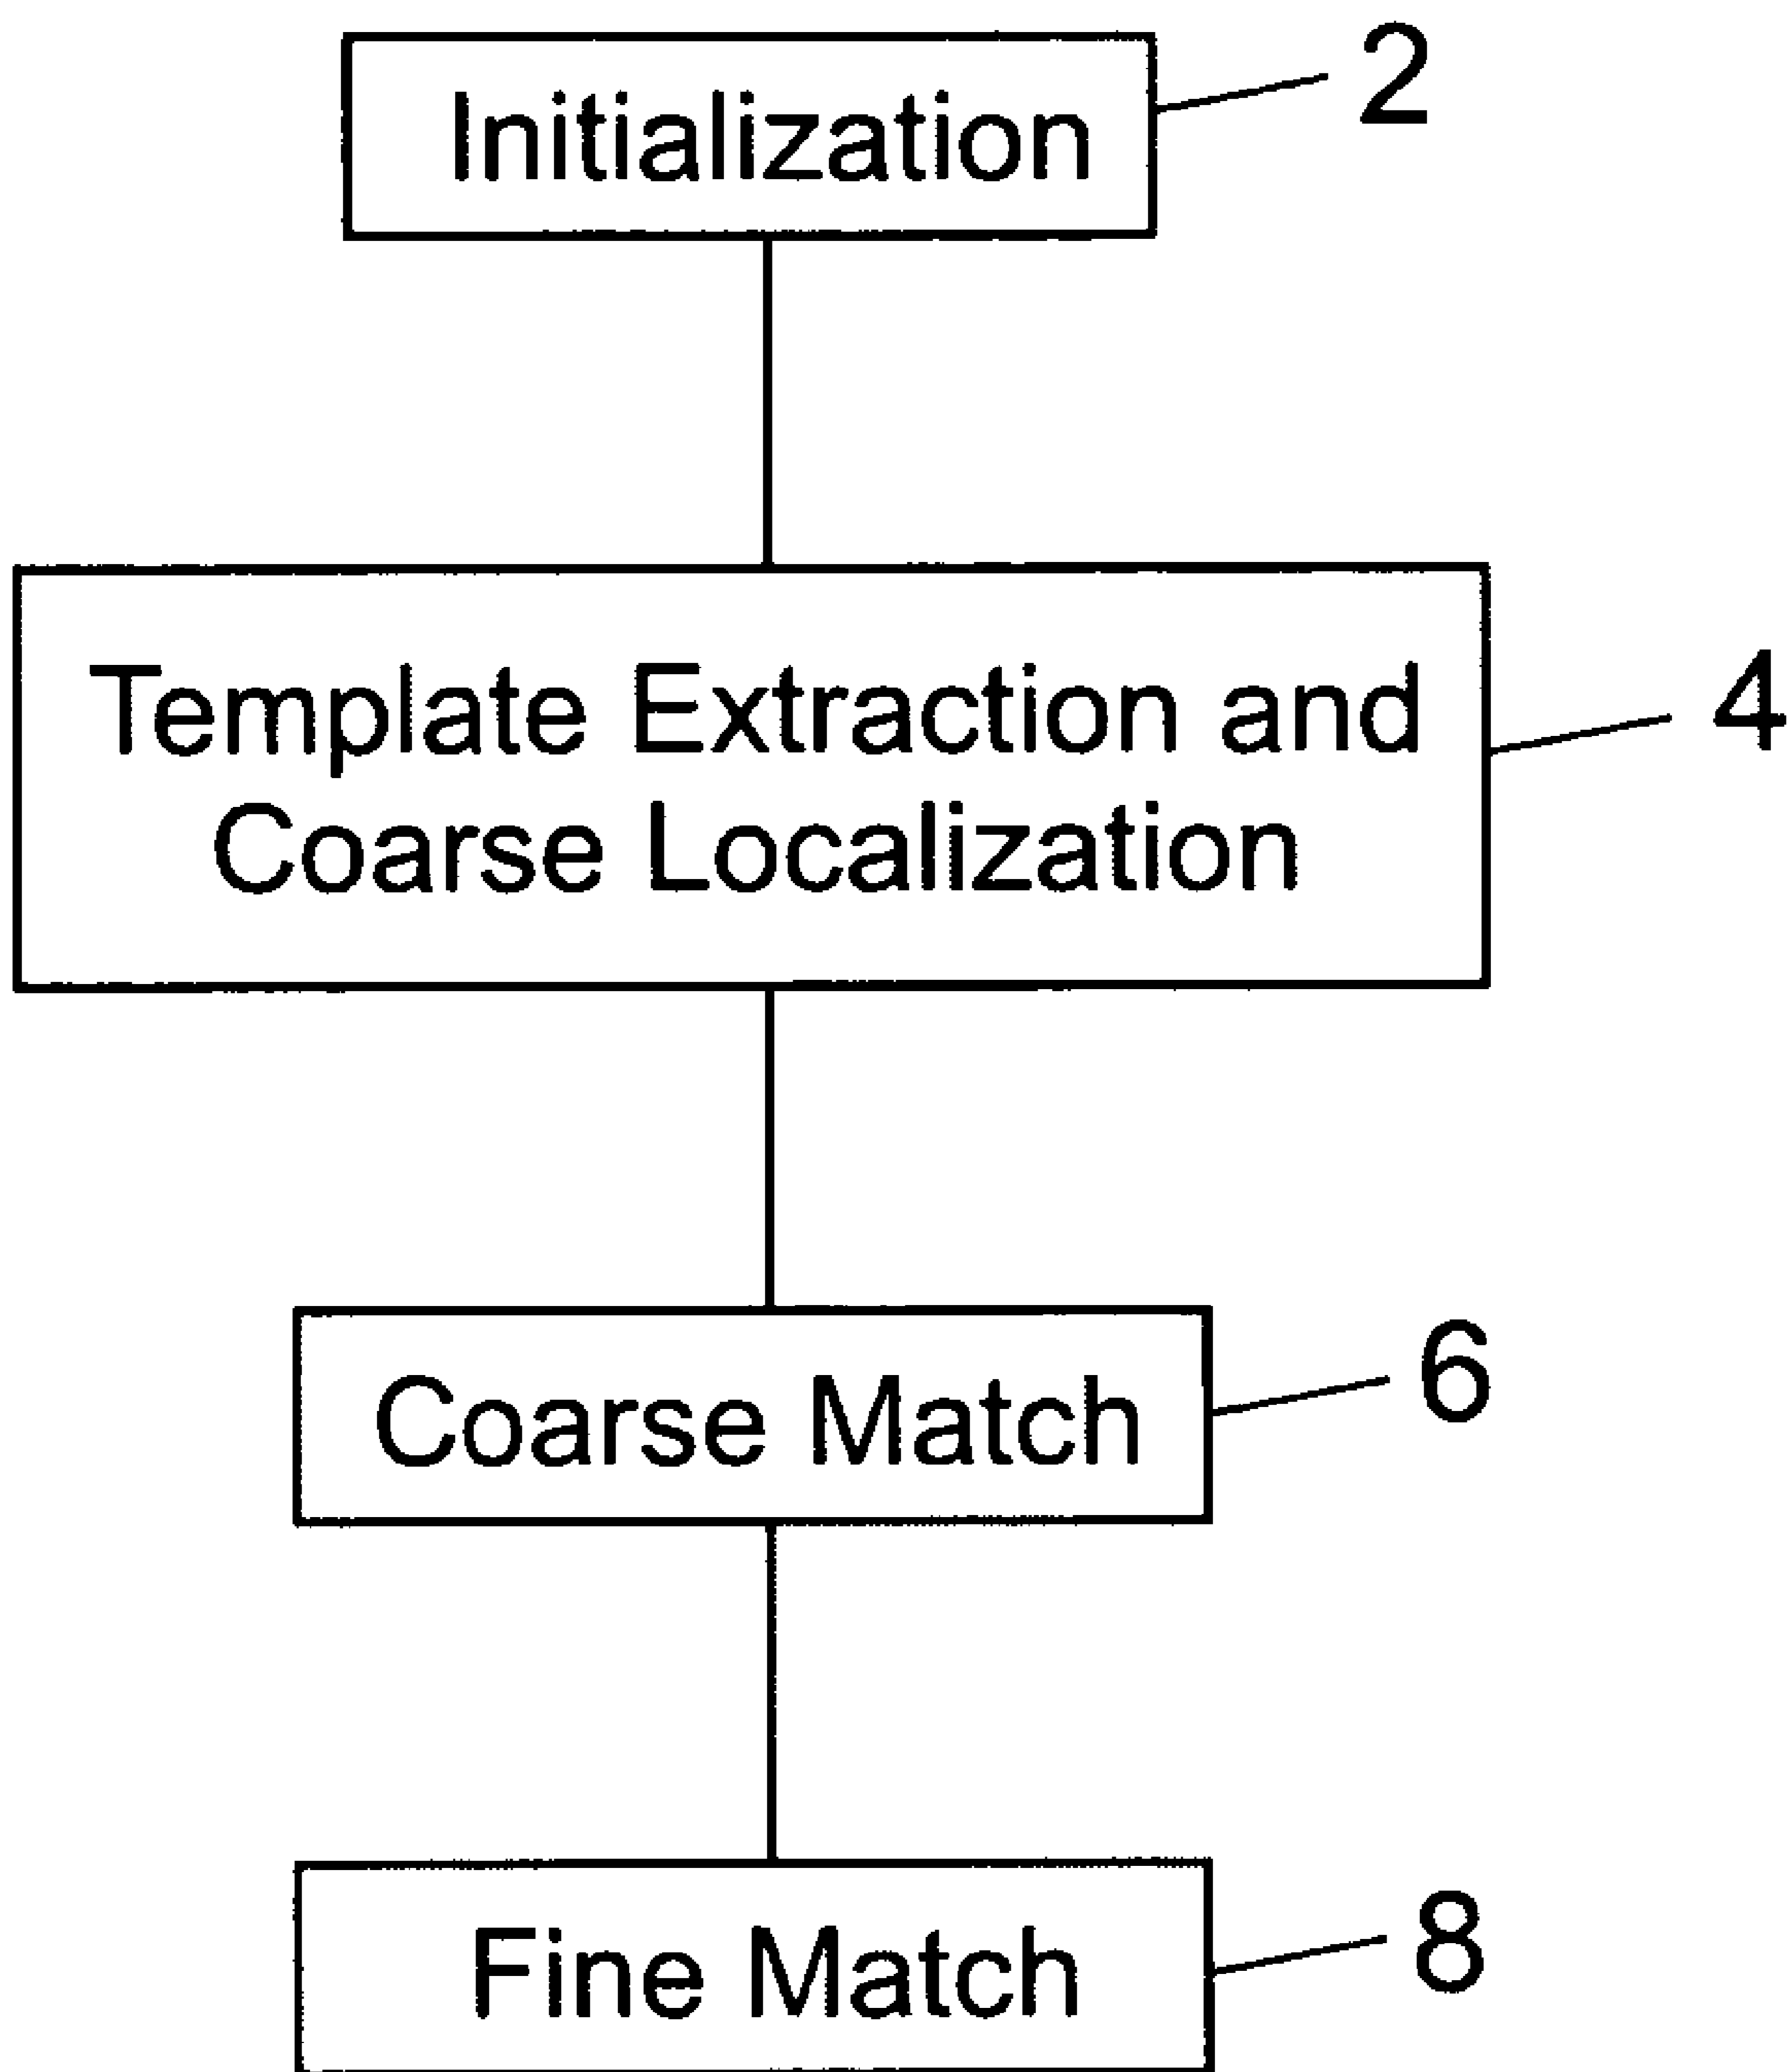 Initialization
2
Template Extraction and
Coarse Localization
4
Coarse Match
6
Fine Match
8